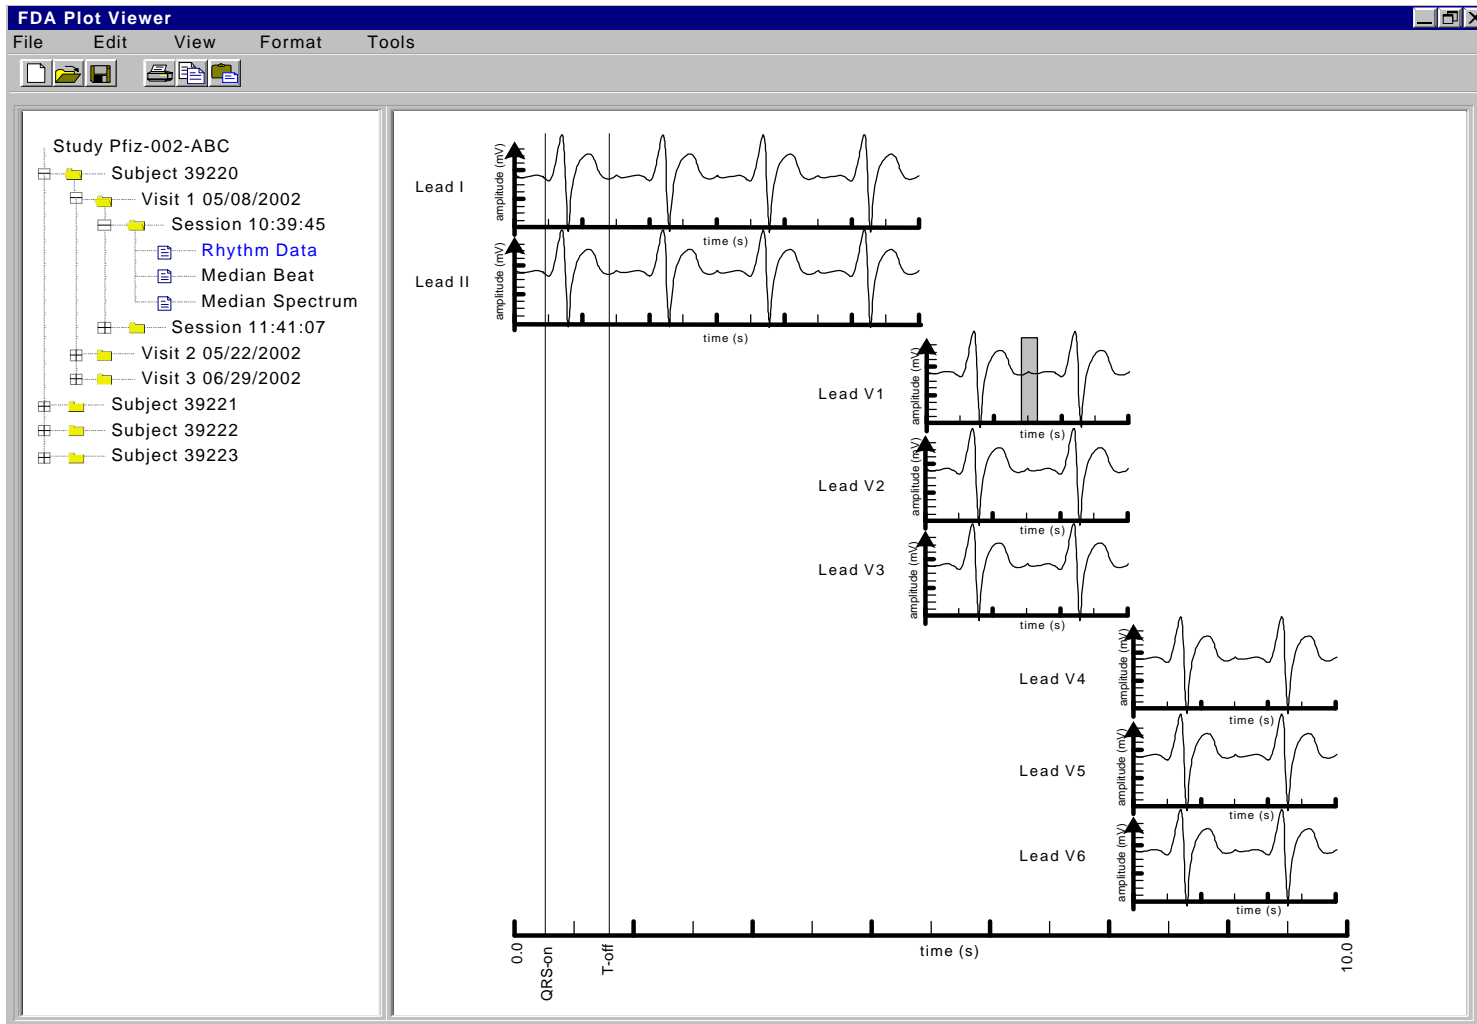 FDA Plot Viewer
File Edit View Format Tools
Study Pfiz-002-ABC
Subject 39220
Visit 1 05/08/2002
Session 10:39:45
Rhythm Data
Median Beat
Median Spectrum
Session 11:41:07
Visit 2 05/22/2002
Visit 3 06/29/2002
Subject 39221
Subject 39222
Subject 39223
Lead I
amplitude (mV)
time (s)
Lead II
amplitude (mV)
time (s)
Lead V1
amplitude (mV)
time (s)
Lead V2
amplitude (mV)
time (s)
Lead V3
amplitude (mV)
time (s)
Lead V4
amplitude (mV)
time (s)
Lead V5
amplitude (mV)
time (s)
Lead V6
amplitude (mV)
time (s)
0.0
QRS-on
T-off
time (s)
10.0